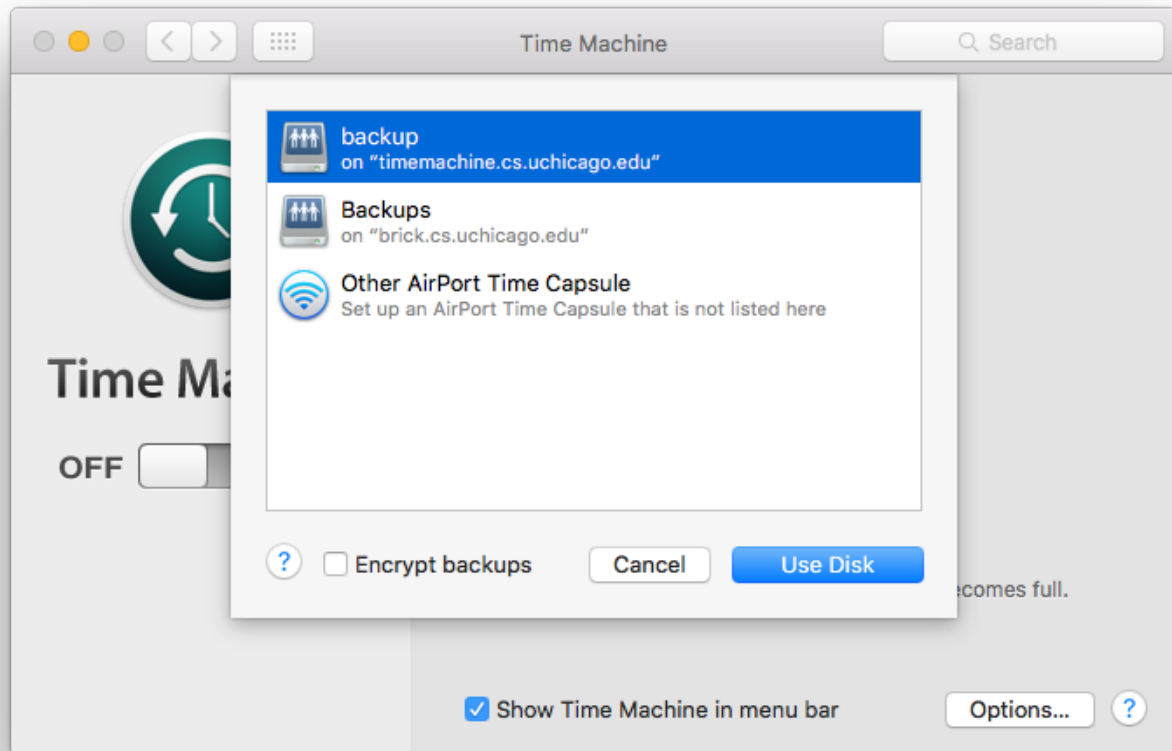 Time Machine
Search
backup
on “timemachine.cs.uchicago.edu”
Backups
on “brick.cs.uchicago.edu”
Other AirPort Time Capsule
Set up an AirPort Time Capsule that is not listed here
Time Ma
OFF
? Encrypt backups Cancel Use Disk
ecomes full.
Show Time Machine in menu bar Options... ?